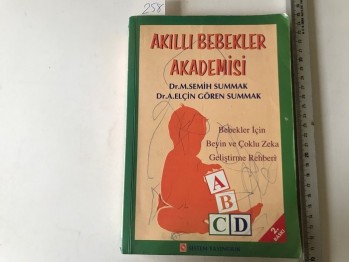 258
AKILLI BEBEKLER
AKADEMİSİ
Dr.M.SEMİH SUMMAK
Dr.A.ELÇİN GÖREN SUMMAK
Bebekler İçin
Beyin ve Çoklu Zeka
Geliştirme Rehberi
A
B
C D
2.
BASKI